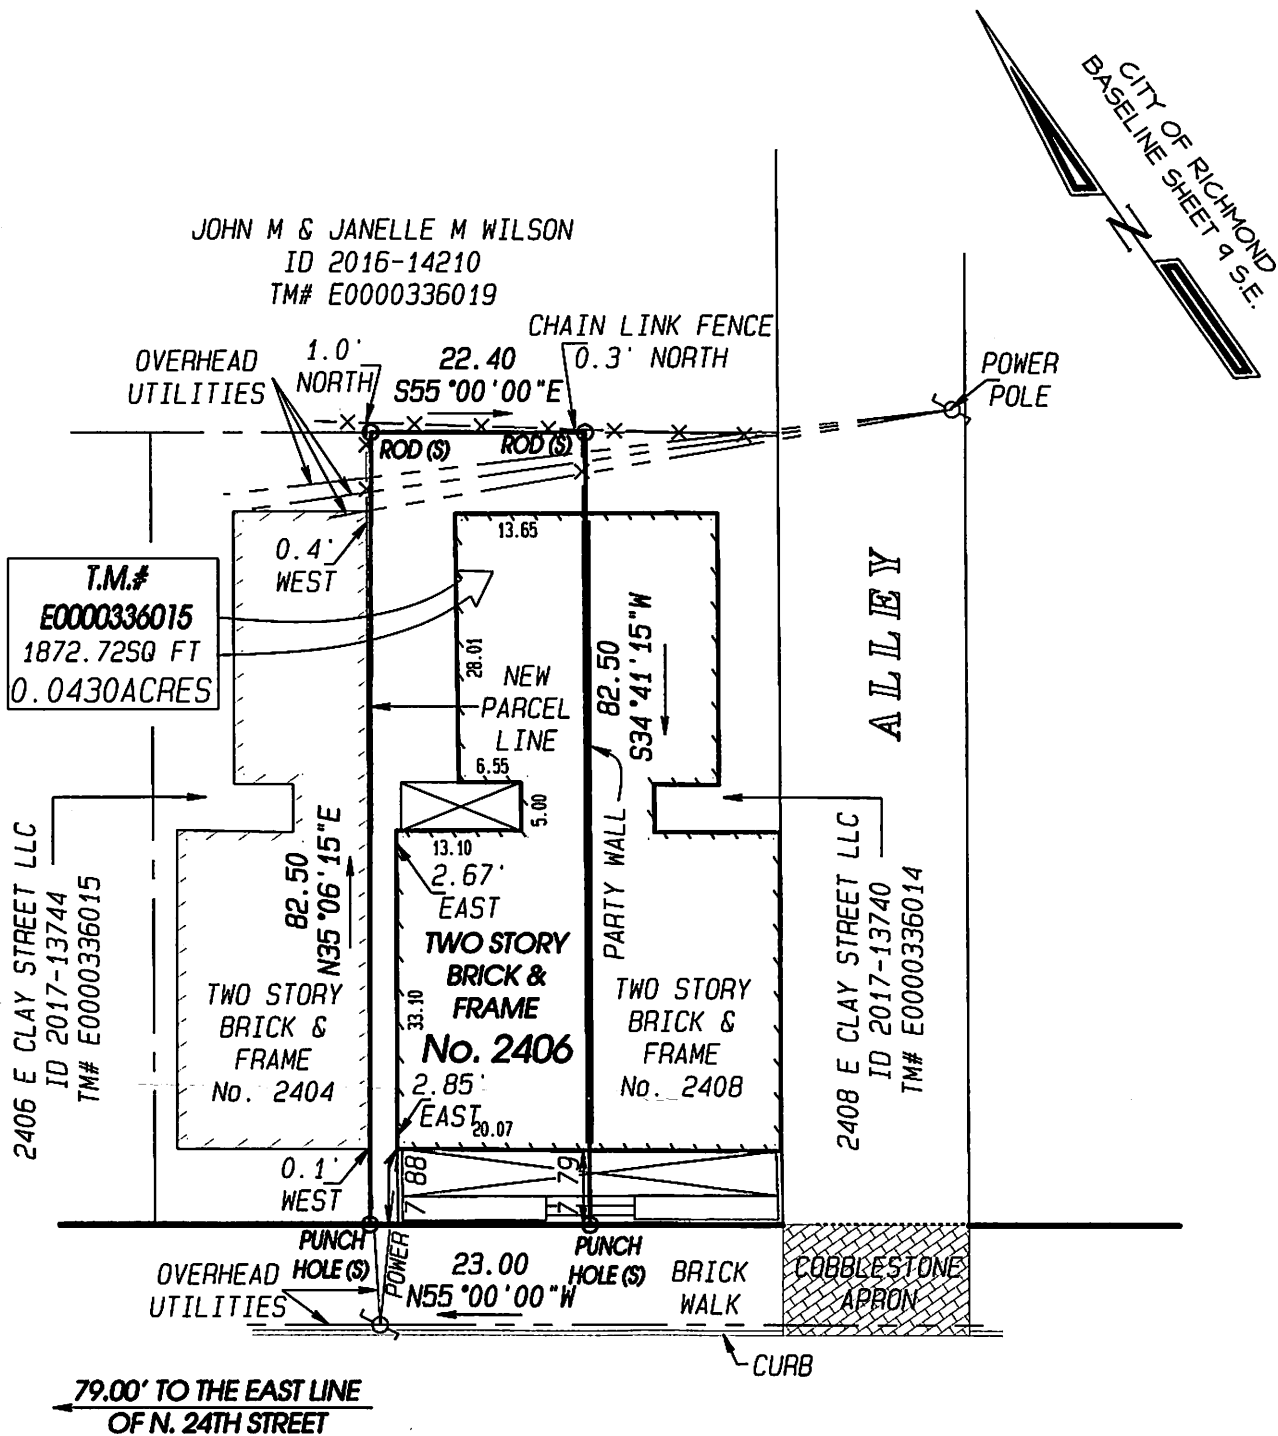 CITY OF RICHMOND
BASELINE SHEET 9 S.E.
N
JOHN M & JANELLE M WILSON
ID 2016-14210
TM# E0000336019
CHAIN LINK FENCE
0.3' NORTH
OVERHEAD
UTILITIES
1.0'
NORTH
22.40
S55°00'00"E
POWER
POLE
ROD (S)
ROD (S)
13.65
0.4'
WEST
T.M.#
E0000336015
1872.72SQ FT
0.0430ACRES
28.01
NEW
PARCEL
LINE
82.50
S34°41'15"W
ALLEY
6.55
5.00
13.10
2.67'
EAST
82.50
N35°06'15"E
PARTY WALL
2406 E CLAY STREET LLC
ID 2017-13744
TM# E0000336015
2408 E CLAY STREET LLC
ID 2017-13740
TM# E0000336014
TWO STORY
BRICK &
FRAME
No. 2404
TWO STORY
BRICK &
FRAME
No. 2406
33.10
TWO STORY
BRICK &
FRAME
No. 2408
2.85'
EAST
20.07
0.1'
WEST
7 88
7 79
PUNCH
HOLE (S)
POWER
PUNCH
HOLE (S)
23.00
N55°00'00"W
OVERHEAD
UTILITIES
BRICK
WALK
COBBLESTONE
APRON
CURB
79.00' TO THE EAST LINE
OF N. 24TH STREET